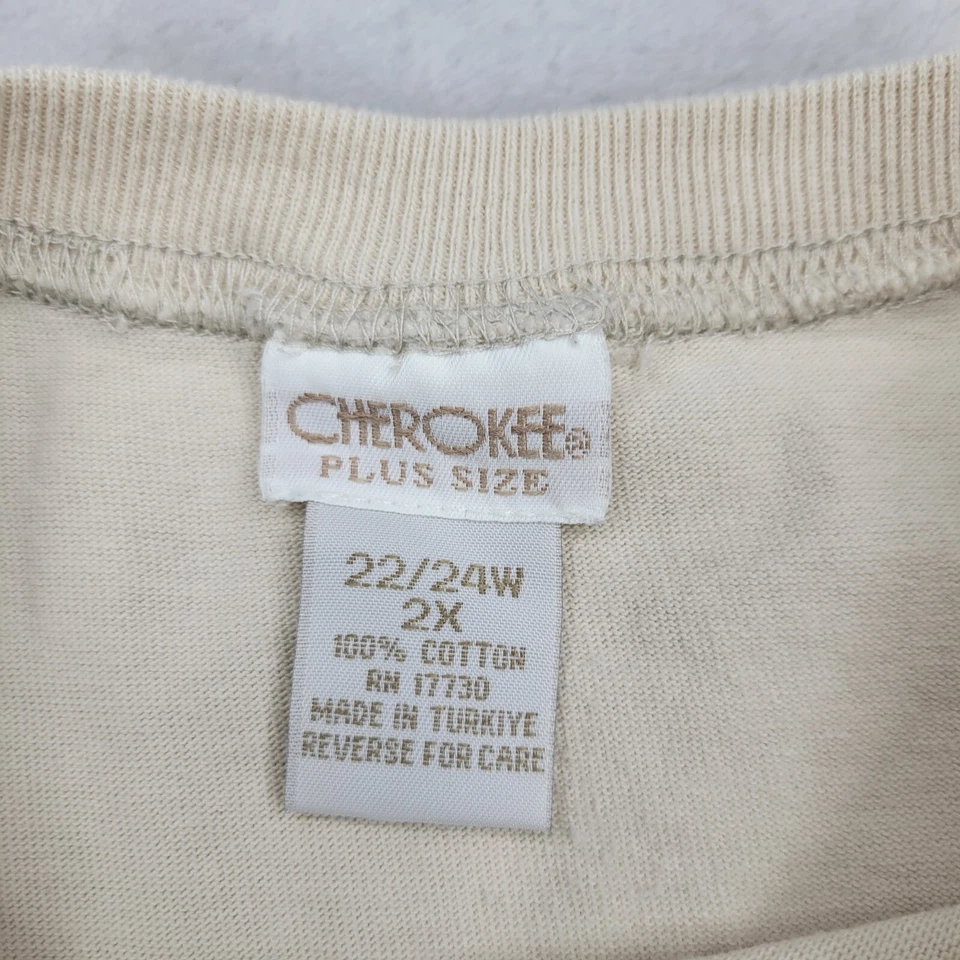 CHEROKEE®
PLUS SIZE
22/24W
2X
100% COTTON
RN 17730
MADE IN TURKIYE
REVERSE FOR CARE